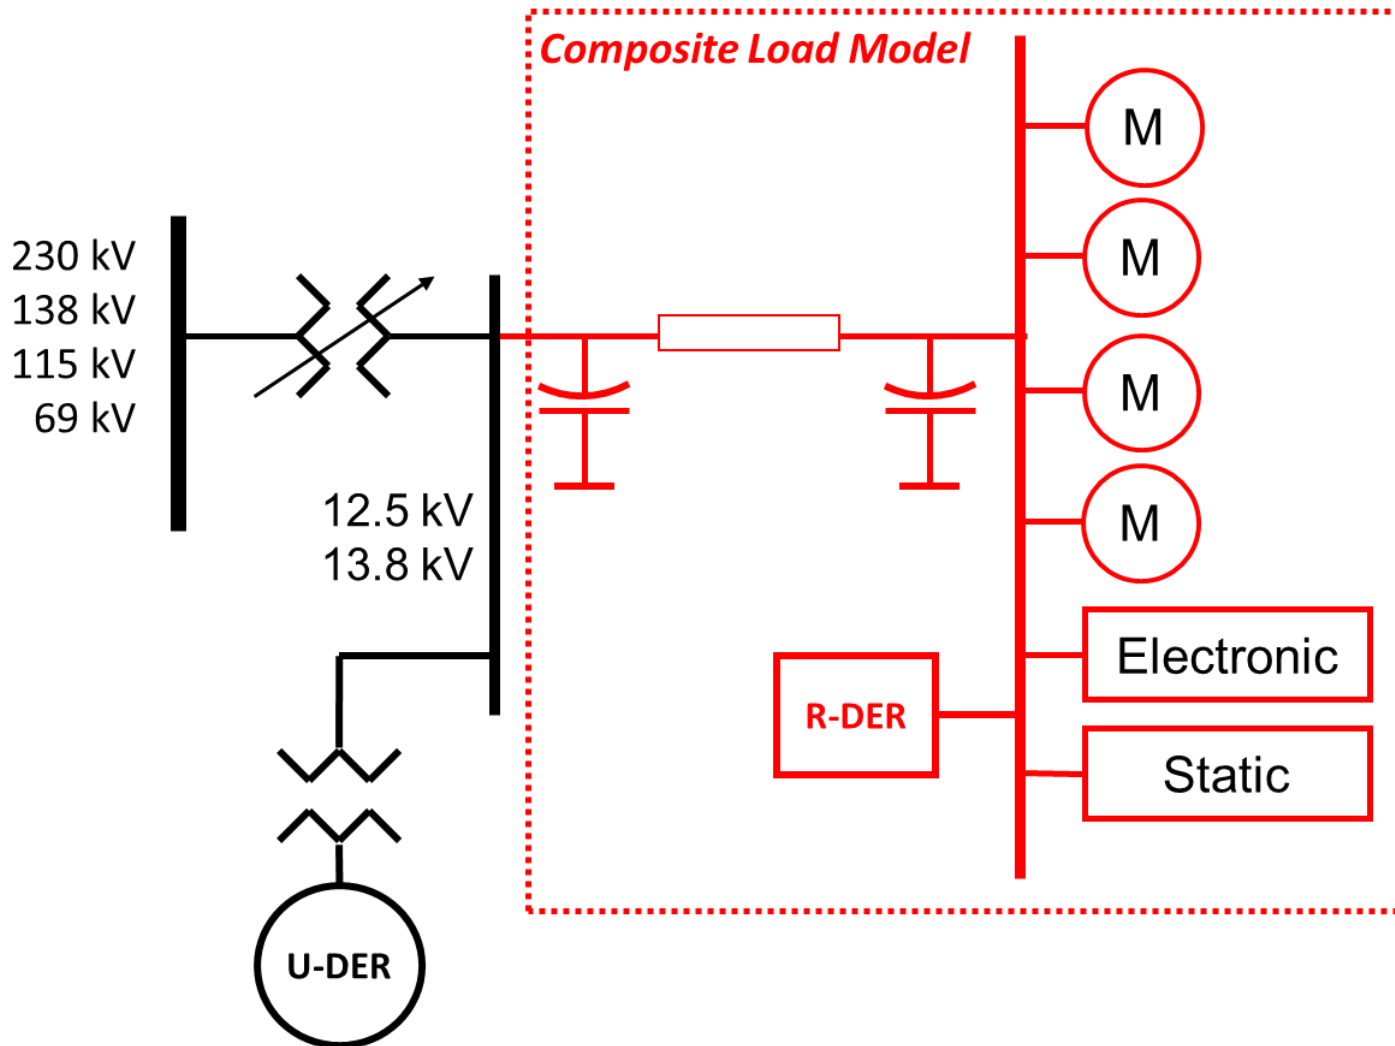 Composite Load Model
230 kV
138 kV
115 kV
69 kV
12.5 kV
13.8 kV
M
M
M
M
Electronic
R-DER
Static
U-DER